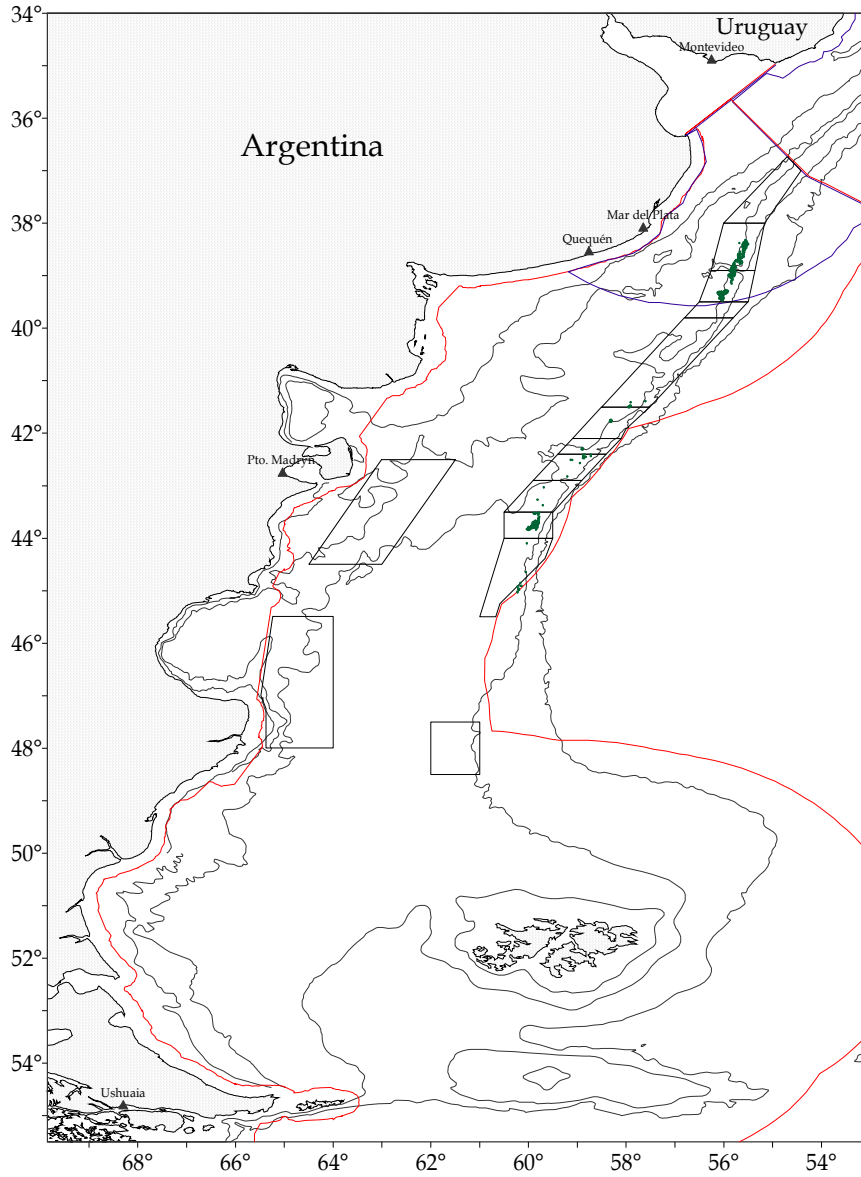 34°
Uruguay
Montevideo
36°
Argentina
38°
Mar del Plata
Quequén
40°
42°
Pto. Madryn
44°
46°
48°
50°
52°
54°
Ushuaia
68°
66°
64°
62°
60°
58°
56°
54°